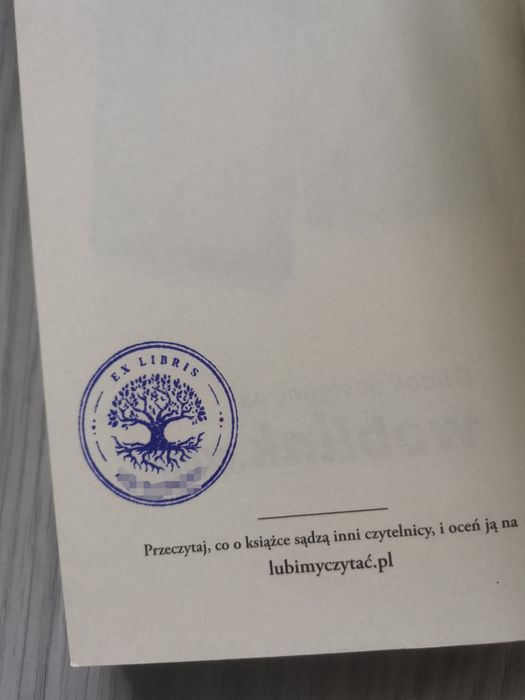 EX LIBRIS
Przeczytaj, co o książce sądzą inni czytelnicy, i oceń ją na
lubimyczytać.pl